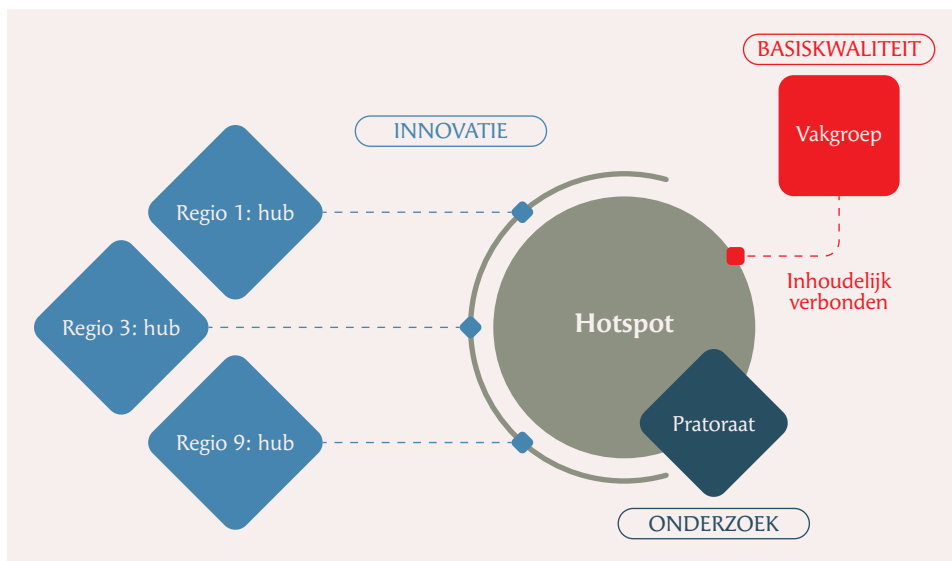 BASISKWALITEIT
Vakgroep
INNOVATIE
Regio 1: hub
Inhoudelijk
verbonden
Regio 3: hub
Hotspot
Regio 9: hub
Pratoraat
ONDERZOEK